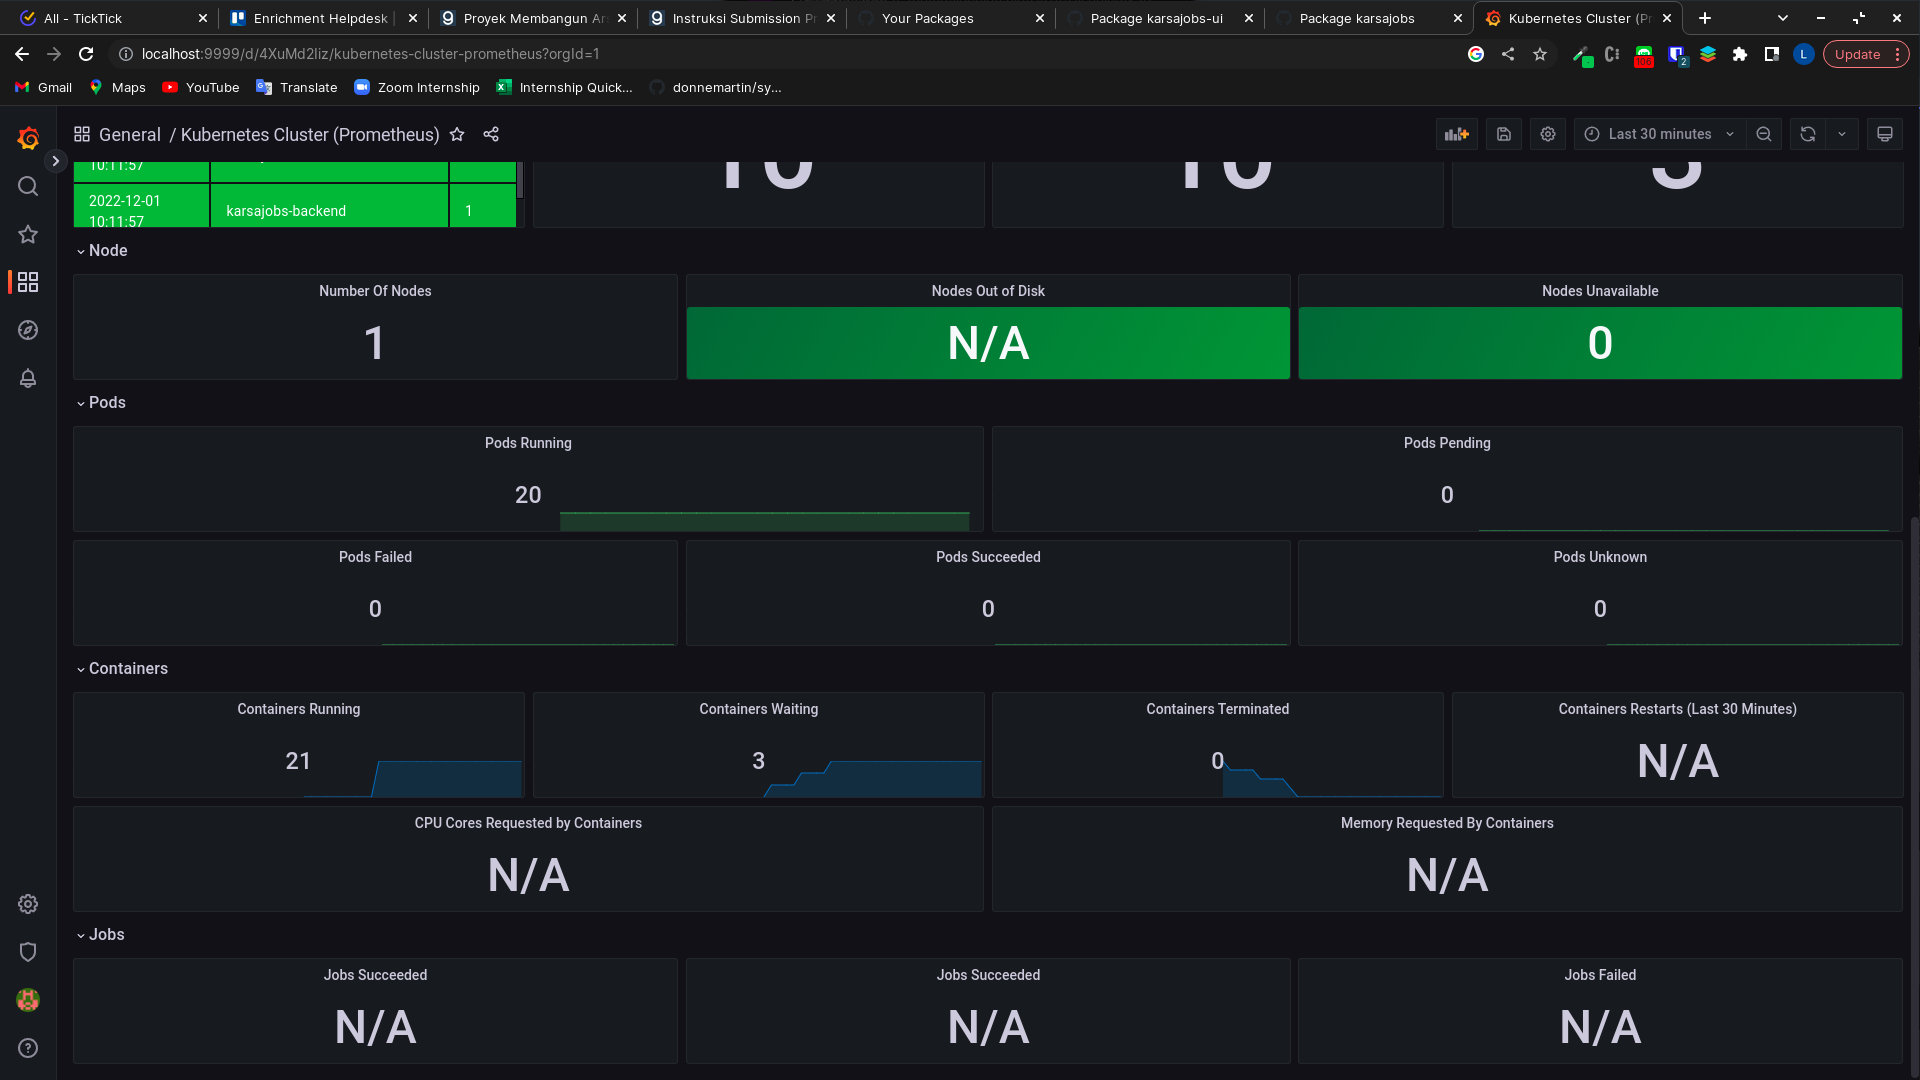 All - TickTick
Enrichment Helpdesk |
Proyek Membangun Ar
Instruksi Submission Pr
Your Packages
Package karsajobs-ui
Package karsajobs
Kubernetes Cluster (Pr
localhost:9999/d/4XuMd2Iiz/kubernetes-cluster-prometheus?orgId=1
106
2
L
Update
Gmail
Maps
YouTube
Translate
Zoom Internship
Internship Quick...
donnemartin/sy...
General / Kubernetes Cluster (Prometheus)
Last 30 minutes
10:11:57
2022-12-01
10:11:57
karsajobs-backend
1
Node
Number Of Nodes
Nodes Out of Disk
Nodes Unavailable
1
N/A
0
Pods
Pods Running
Pods Pending
20
0
Pods Failed
Pods Succeeded
Pods Unknown
0
0
0
Containers
Containers Running
Containers Waiting
Containers Terminated
Containers Restarts (Last 30 Minutes)
21
3
0
N/A
CPU Cores Requested by Containers
Memory Requested By Containers
N/A
N/A
Jobs
Jobs Succeeded
Jobs Succeeded
Jobs Failed
N/A
N/A
N/A